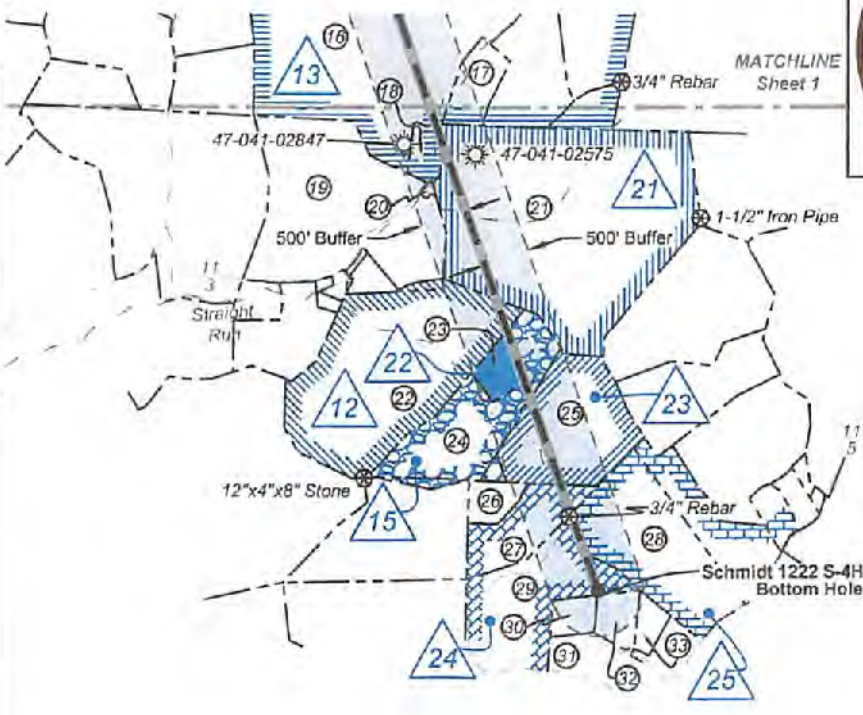 16
13
17
MATCHLINE
Sheet 1
3/4" Rebar
18
47-041-02847
47-041-02575
19
21
20
21
1-1/2" Iron Pipe
500' Buffer
500' Buffer
11
3
Straight
Run
23
22
12
22
25
23
24
11
5
12"x4"x8" Stone
15
26
3/4" Rebar
27
28
Schmidt 1222 S-4H
Bottom Hole
29
30
24
31
32
33
25